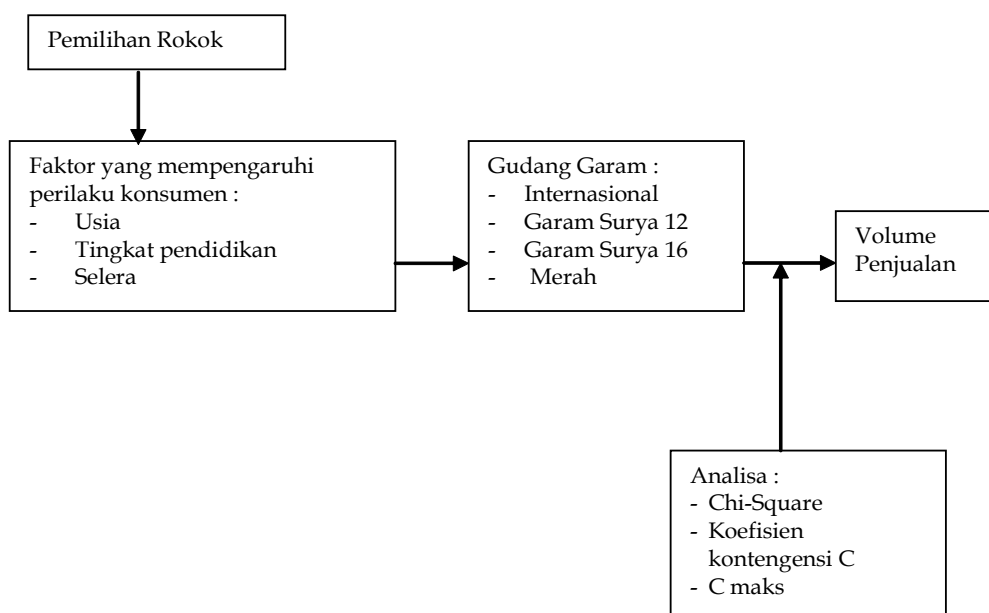 Pemilihan Rokok
Faktor yang mempengaruhi
perilaku konsumen :
- Usia
- Tingkat pendidikan
- Selera
Gudang Garam :
- Internasional
- Garam Surya 12
- Garam Surya 16
- Merah
Volume
Penjualan
Analisa :
- Chi-Square
- Koefisien
kontengensi C
- C maks